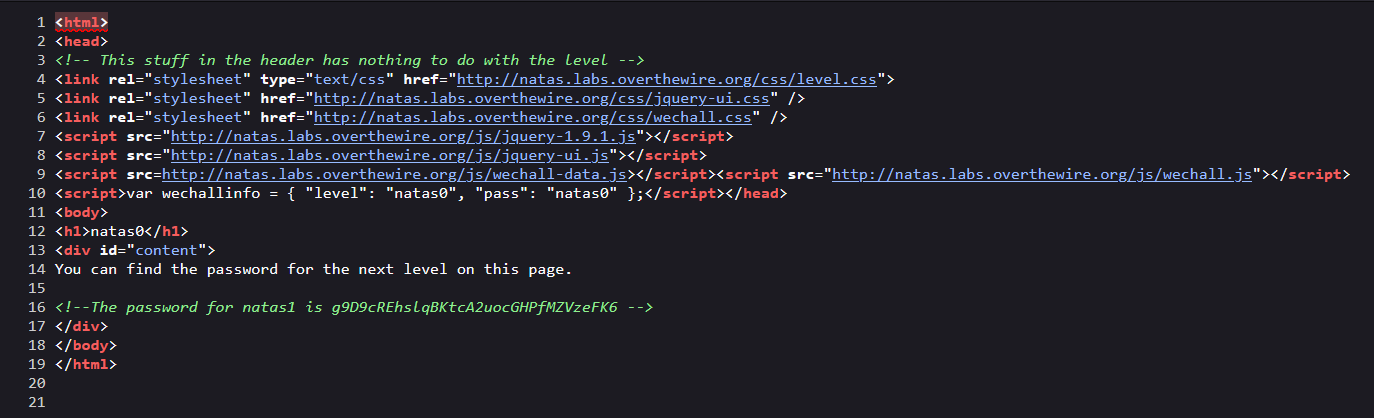 1 <html>
2 <head>
3 <!-- This stuff in the header has nothing to do with the level -->
4 <link rel="stylesheet" type="text/css" href="http://natas.labs.overthewire.org/css/level.css">
5 <link rel="stylesheet" href="http://natas.labs.overthewire.org/css/jquery-ui.css" />
6 <link rel="stylesheet" href="http://natas.labs.overthewire.org/css/wechall.css" />
7 <script src="http://natas.labs.overthewire.org/js/jquery-1.9.1.js"></script>
8 <script src="http://natas.labs.overthewire.org/js/jquery-ui.js"></script>
9 <script src=http://natas.labs.overthewire.org/js/wechall-data.js></script><script src="http://natas.labs.overthewire.org/js/wechall.js"></script>
10 <script>var wechallinfo = { "level": "natas0", "pass": "natas0" };</script></head>
11 <body>
12 <h1>natas0</h1>
13 <div id="content">
14 You can find the password for the next level on this page.
15
16 <!--The password for natas1 is g9D9cREhslqBKtcA2uocGHPfMZVzeFK6 -->
17 </div>
18 </body>
19 </html>
20
21